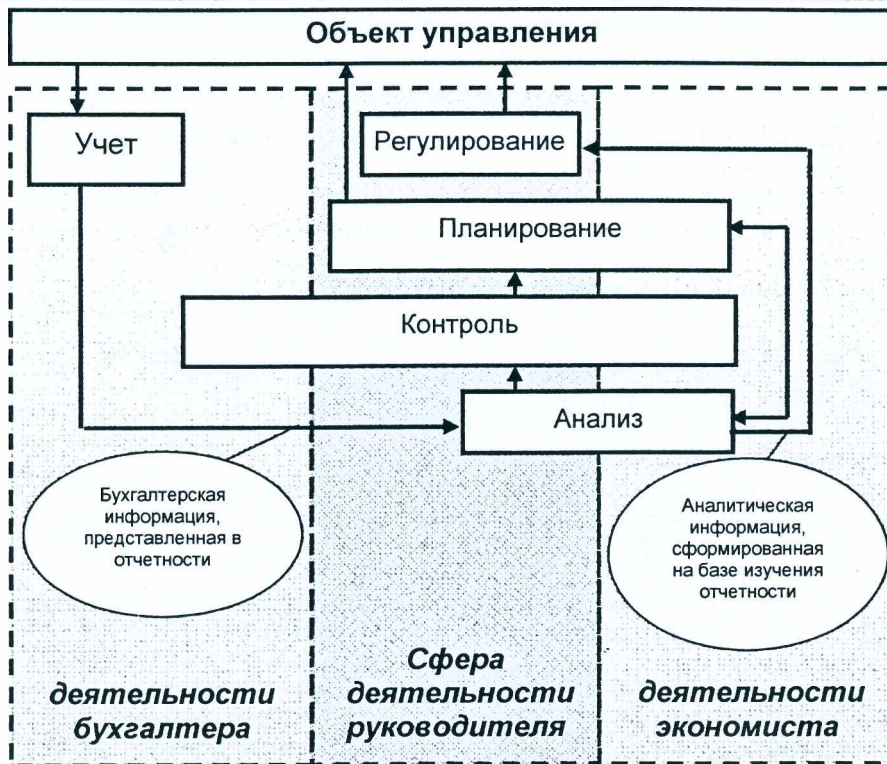 Объект управления
Учет
Регулирование
Планирование
Контроль
Анализ
Бухгалтерская
информация,
представленная в
отчетности
Аналитическая
информация,
сформированная
на базе изучения
отчетности
деятельности
бухгалтера
Сфера
деятельности
руководителя
деятельности
экономиста